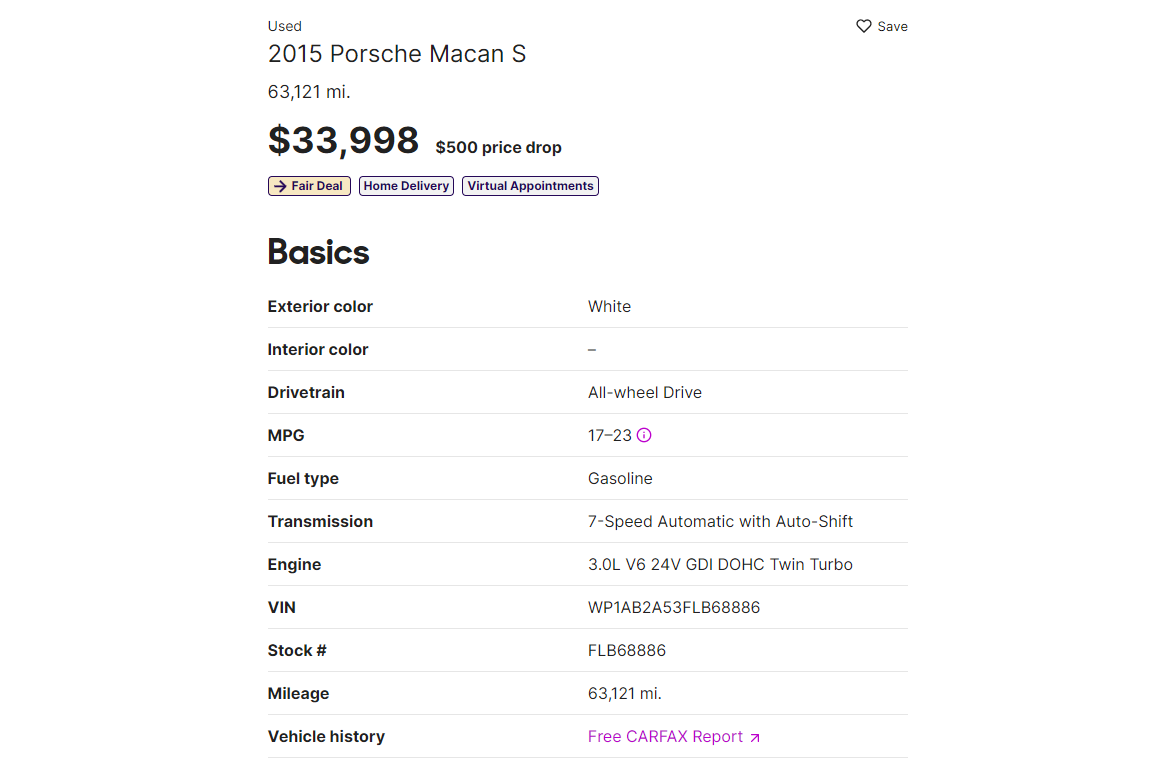 Used
Save
2015 Porsche Macan S
63,121 mi.
$33,998 $500 price drop
Fair Deal Home Delivery Virtual Appointments
Basics
Exterior color White
Interior color –
Drivetrain All-wheel Drive
MPG 17–23
Fuel type Gasoline
Transmission 7-Speed Automatic with Auto-Shift
Engine 3.0L V6 24V GDI DOHC Twin Turbo
VIN WP1AB2A53FLB68886
Stock # FLB68886
Mileage 63,121 mi.
Vehicle history Free CARFAX Report